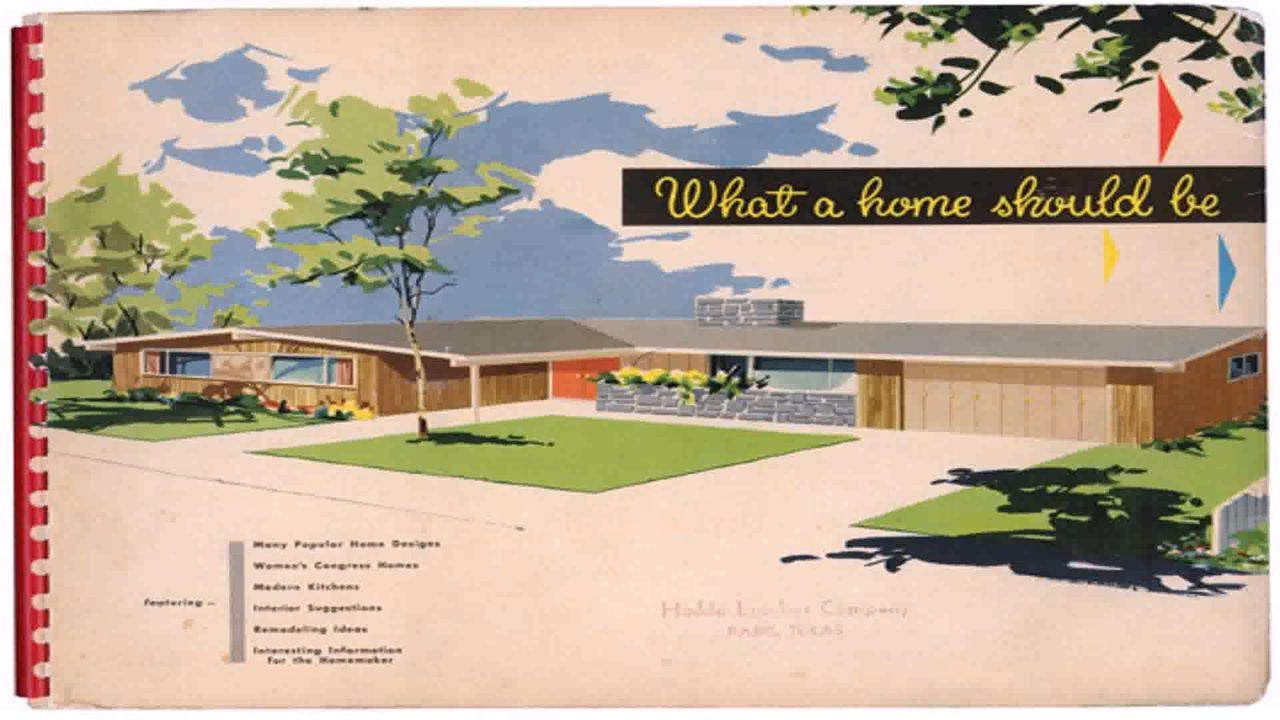 What a home should be
featuring –
Many Popular Home Designs
Women's Congress Homes
Modern Kitchens
Interior Suggestions
Remodeling Ideas
Interesting Information
For the Homemaker
Lumber Company
TEXAS